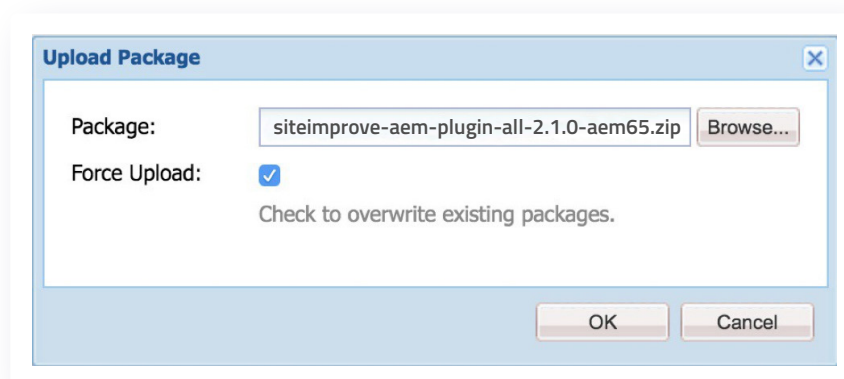 Upload Package
Package: siteimprove-aem-plugin-all-2.1.0-aem65.zip Browse...
Force Upload:
Check to overwrite existing packages.
OK Cancel